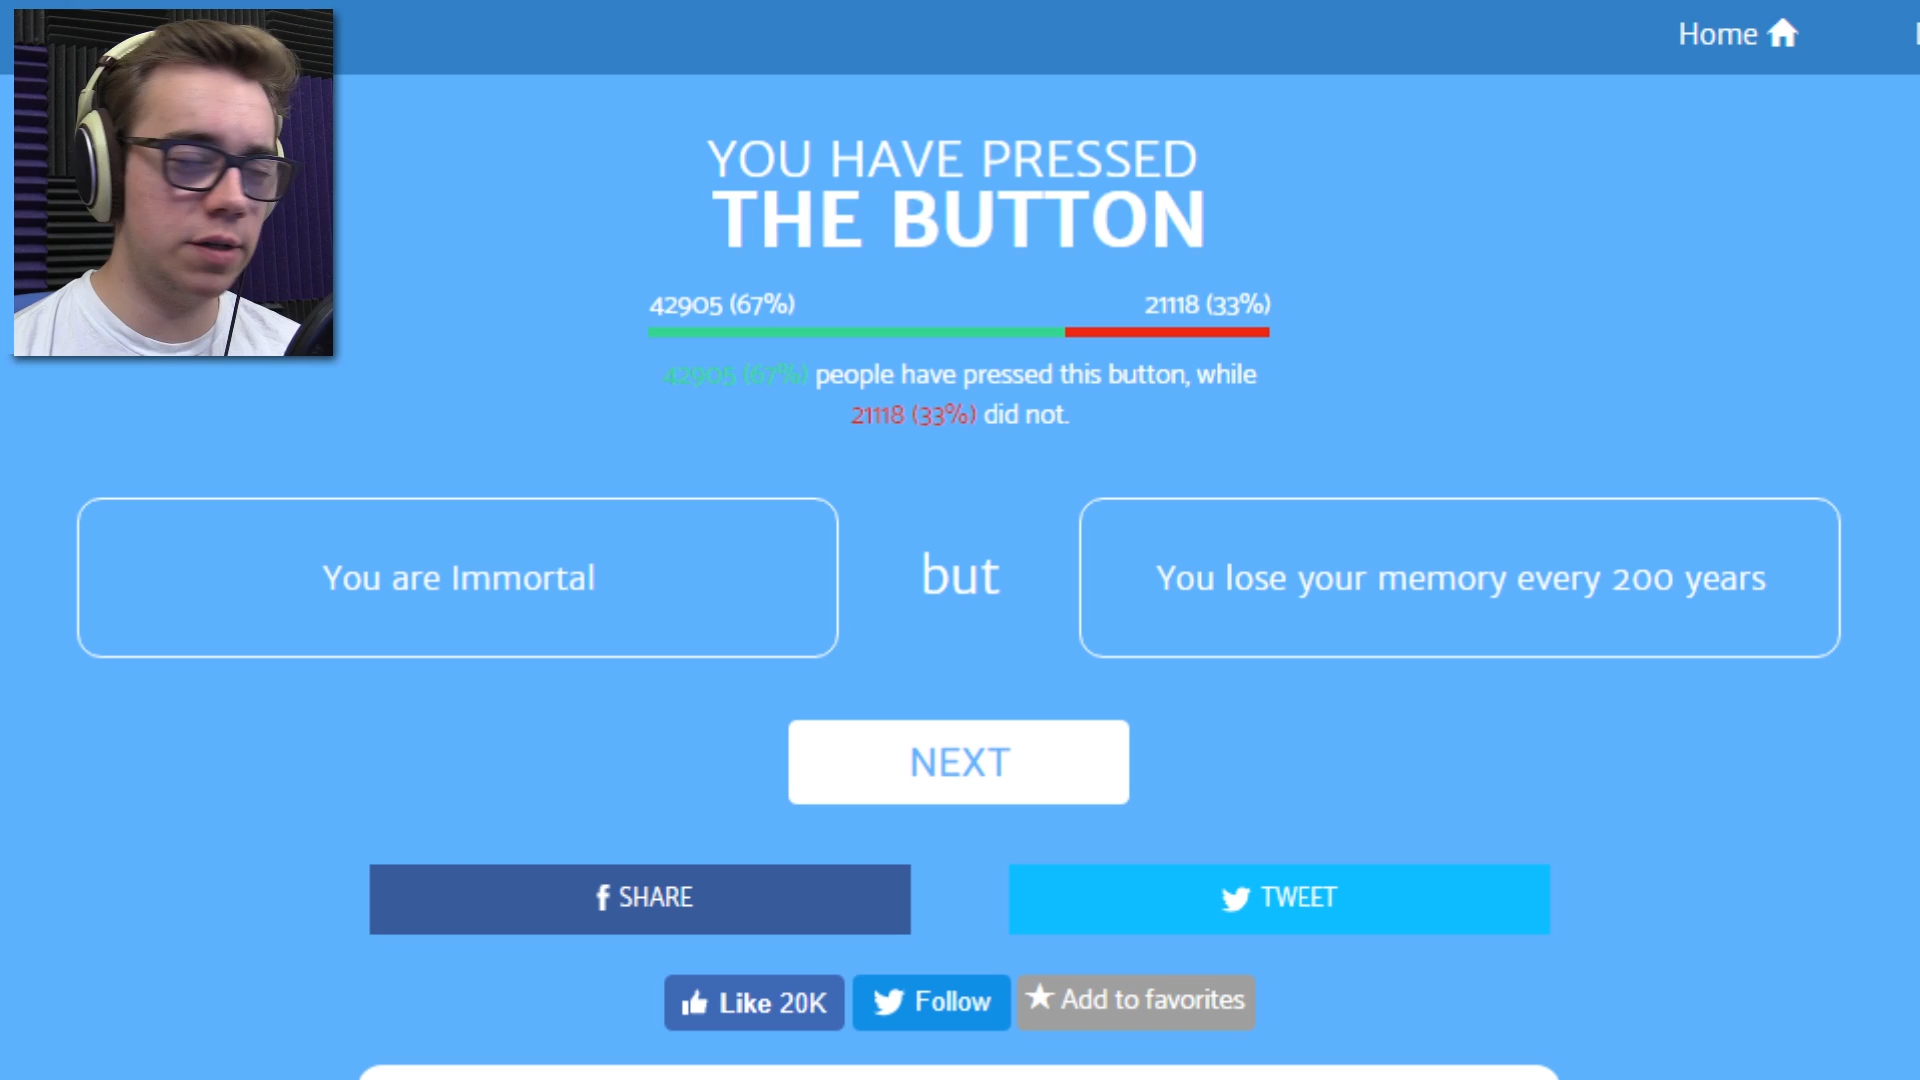 Home
YOU HAVE PRESSED
THE BUTTON
42905 (67%) 21118 (33%)
42905 (67%) people have pressed this button, while
21118 (33%) did not.
You are Immortal but You lose your memory every 200 years
NEXT
SHARE TWEET
Like 20K Follow Add to favorites